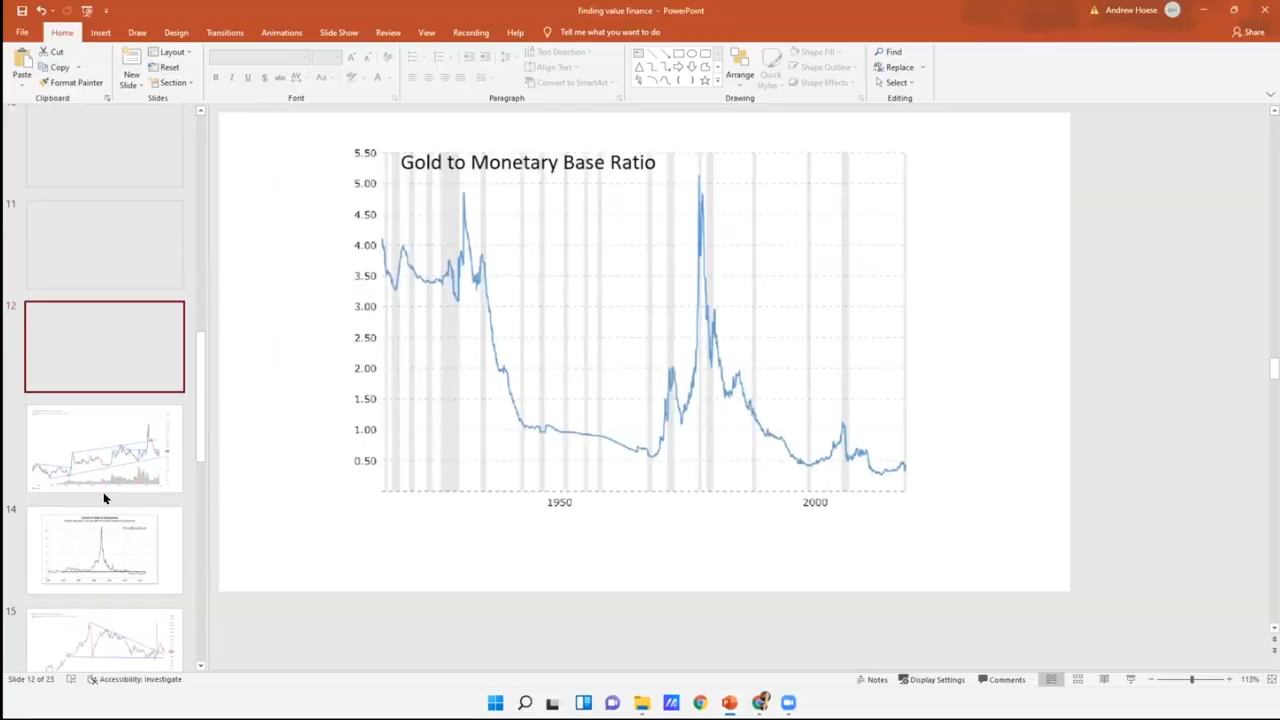 finding value finance - PowerPoint
Andrew Hoese
AH
File Home Insert Draw Design Transitions Animations Slide Show Review View Recording Help Tell me what you want to do
Share
Paste
Cut
Copy
Format Painter
Clipboard
New
Slide
Layout
Reset
Section
Slides
Font
Text Direction
Align Text
Convert to SmartArt
Paragraph
Arrange
Quick
Styles
Shape Fill
Shape Outline
Shape Effects
Drawing
Find
Replace
Select
Editing
11
12
14
15
Gold to Monetary Base Ratio
5.50
5.00
4.50
4.00
3.50
3.00
2.50
2.00
1.50
1.00
0.50
1950 2000
Slide 12 of 23 Accessibility: Investigate
Notes Display Settings Comments
113%